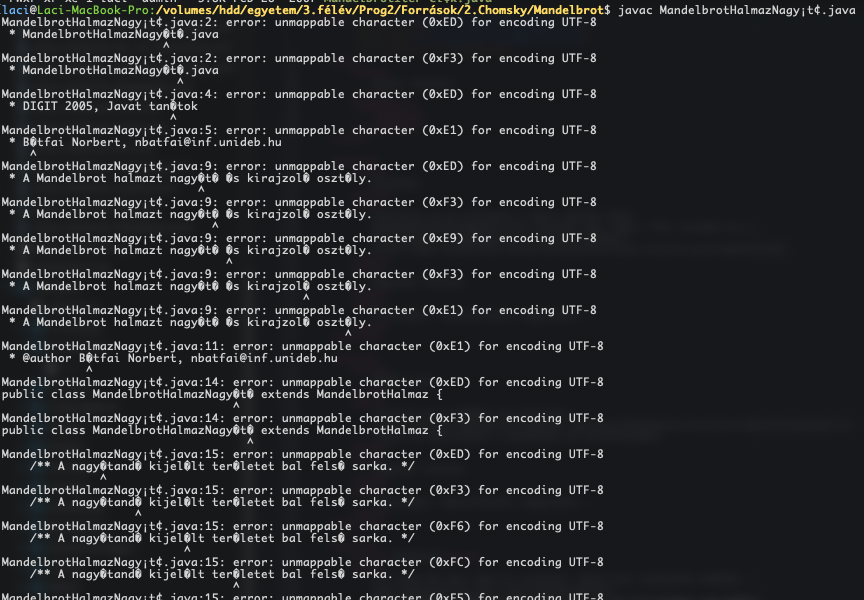 laci@Laci-MacBook-Pro:/volumes/hdd/egyetem/3.félév/Prog2/Források/2.Chomsky/Mandelbrot$ javac MandelbrotHalmazNagy¡t¢.java
MandelbrotHalmazNagy¡t¢.java:2: error: unmappable character (0xED) for encoding UTF-8
 * MandelbrotHalmazNagy�t�.java
^
MandelbrotHalmazNagy¡t¢.java:2: error: unmappable character (0xF3) for encoding UTF-8
 * MandelbrotHalmazNagy�t�.java
^
MandelbrotHalmazNagy¡t¢.java:4: error: unmappable character (0xED) for encoding UTF-8
 * DIGIT 2005, Javat tan�tok
^
MandelbrotHalmazNagy¡t¢.java:5: error: unmappable character (0xE1) for encoding UTF-8
 * B�tfai Norbert, nbatfai@inf.unideb.hu
^
MandelbrotHalmazNagy¡t¢.java:9: error: unmappable character (0xED) for encoding UTF-8
 * A Mandelbrot halmazt nagy�t� �s kirajzol� oszt�ly.
^
MandelbrotHalmazNagy¡t¢.java:9: error: unmappable character (0xF3) for encoding UTF-8
 * A Mandelbrot halmazt nagy�t� �s kirajzol� oszt�ly.
^
MandelbrotHalmazNagy¡t¢.java:9: error: unmappable character (0xE9) for encoding UTF-8
 * A Mandelbrot halmazt nagy�t� �s kirajzol� oszt�ly.
^
MandelbrotHalmazNagy¡t¢.java:9: error: unmappable character (0xF3) for encoding UTF-8
 * A Mandelbrot halmazt nagy�t� �s kirajzol� oszt�ly.
^
MandelbrotHalmazNagy¡t¢.java:9: error: unmappable character (0xE1) for encoding UTF-8
 * A Mandelbrot halmazt nagy�t� �s kirajzol� oszt�ly.
^
MandelbrotHalmazNagy¡t¢.java:11: error: unmappable character (0xE1) for encoding UTF-8
 * @author B�tfai Norbert, nbatfai@inf.unideb.hu
^
MandelbrotHalmazNagy¡t¢.java:14: error: unmappable character (0xED) for encoding UTF-8
public class MandelbrotHalmazNagy�t� extends MandelbrotHalmaz {
^
MandelbrotHalmazNagy¡t¢.java:14: error: unmappable character (0xF3) for encoding UTF-8
public class MandelbrotHalmazNagy�t� extends MandelbrotHalmaz {
^
MandelbrotHalmazNagy¡t¢.java:15: error: unmappable character (0xED) for encoding UTF-8
    /** A nagy�tand� kijel�lt ter�letet bal fels� sarka. */
^
MandelbrotHalmazNagy¡t¢.java:15: error: unmappable character (0xF3) for encoding UTF-8
    /** A nagy�tand� kijel�lt ter�letet bal fels� sarka. */
^
MandelbrotHalmazNagy¡t¢.java:15: error: unmappable character (0xF6) for encoding UTF-8
    /** A nagy�tand� kijel�lt ter�letet bal fels� sarka. */
^
MandelbrotHalmazNagy¡t¢.java:15: error: unmappable character (0xFC) for encoding UTF-8
    /** A nagy�tand� kijel�lt ter�letet bal fels� sarka. */
^
MandelbrotHalmazNagy¡t¢.java:15: error: unmappable character (0xF5) for encoding UTF-8